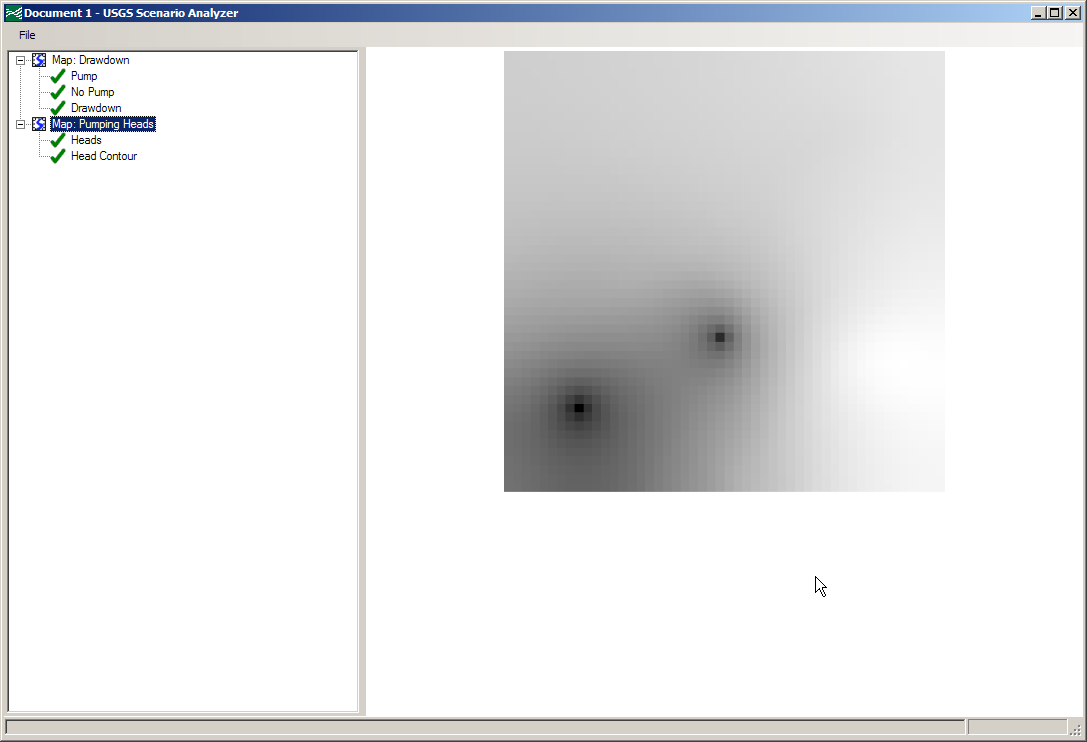 Document 1 - USGS Scenario Analyzer
File
Map: Drawdown
Pump
No Pump
Drawdown
Map: Pumping Heads
Heads
Head Contour